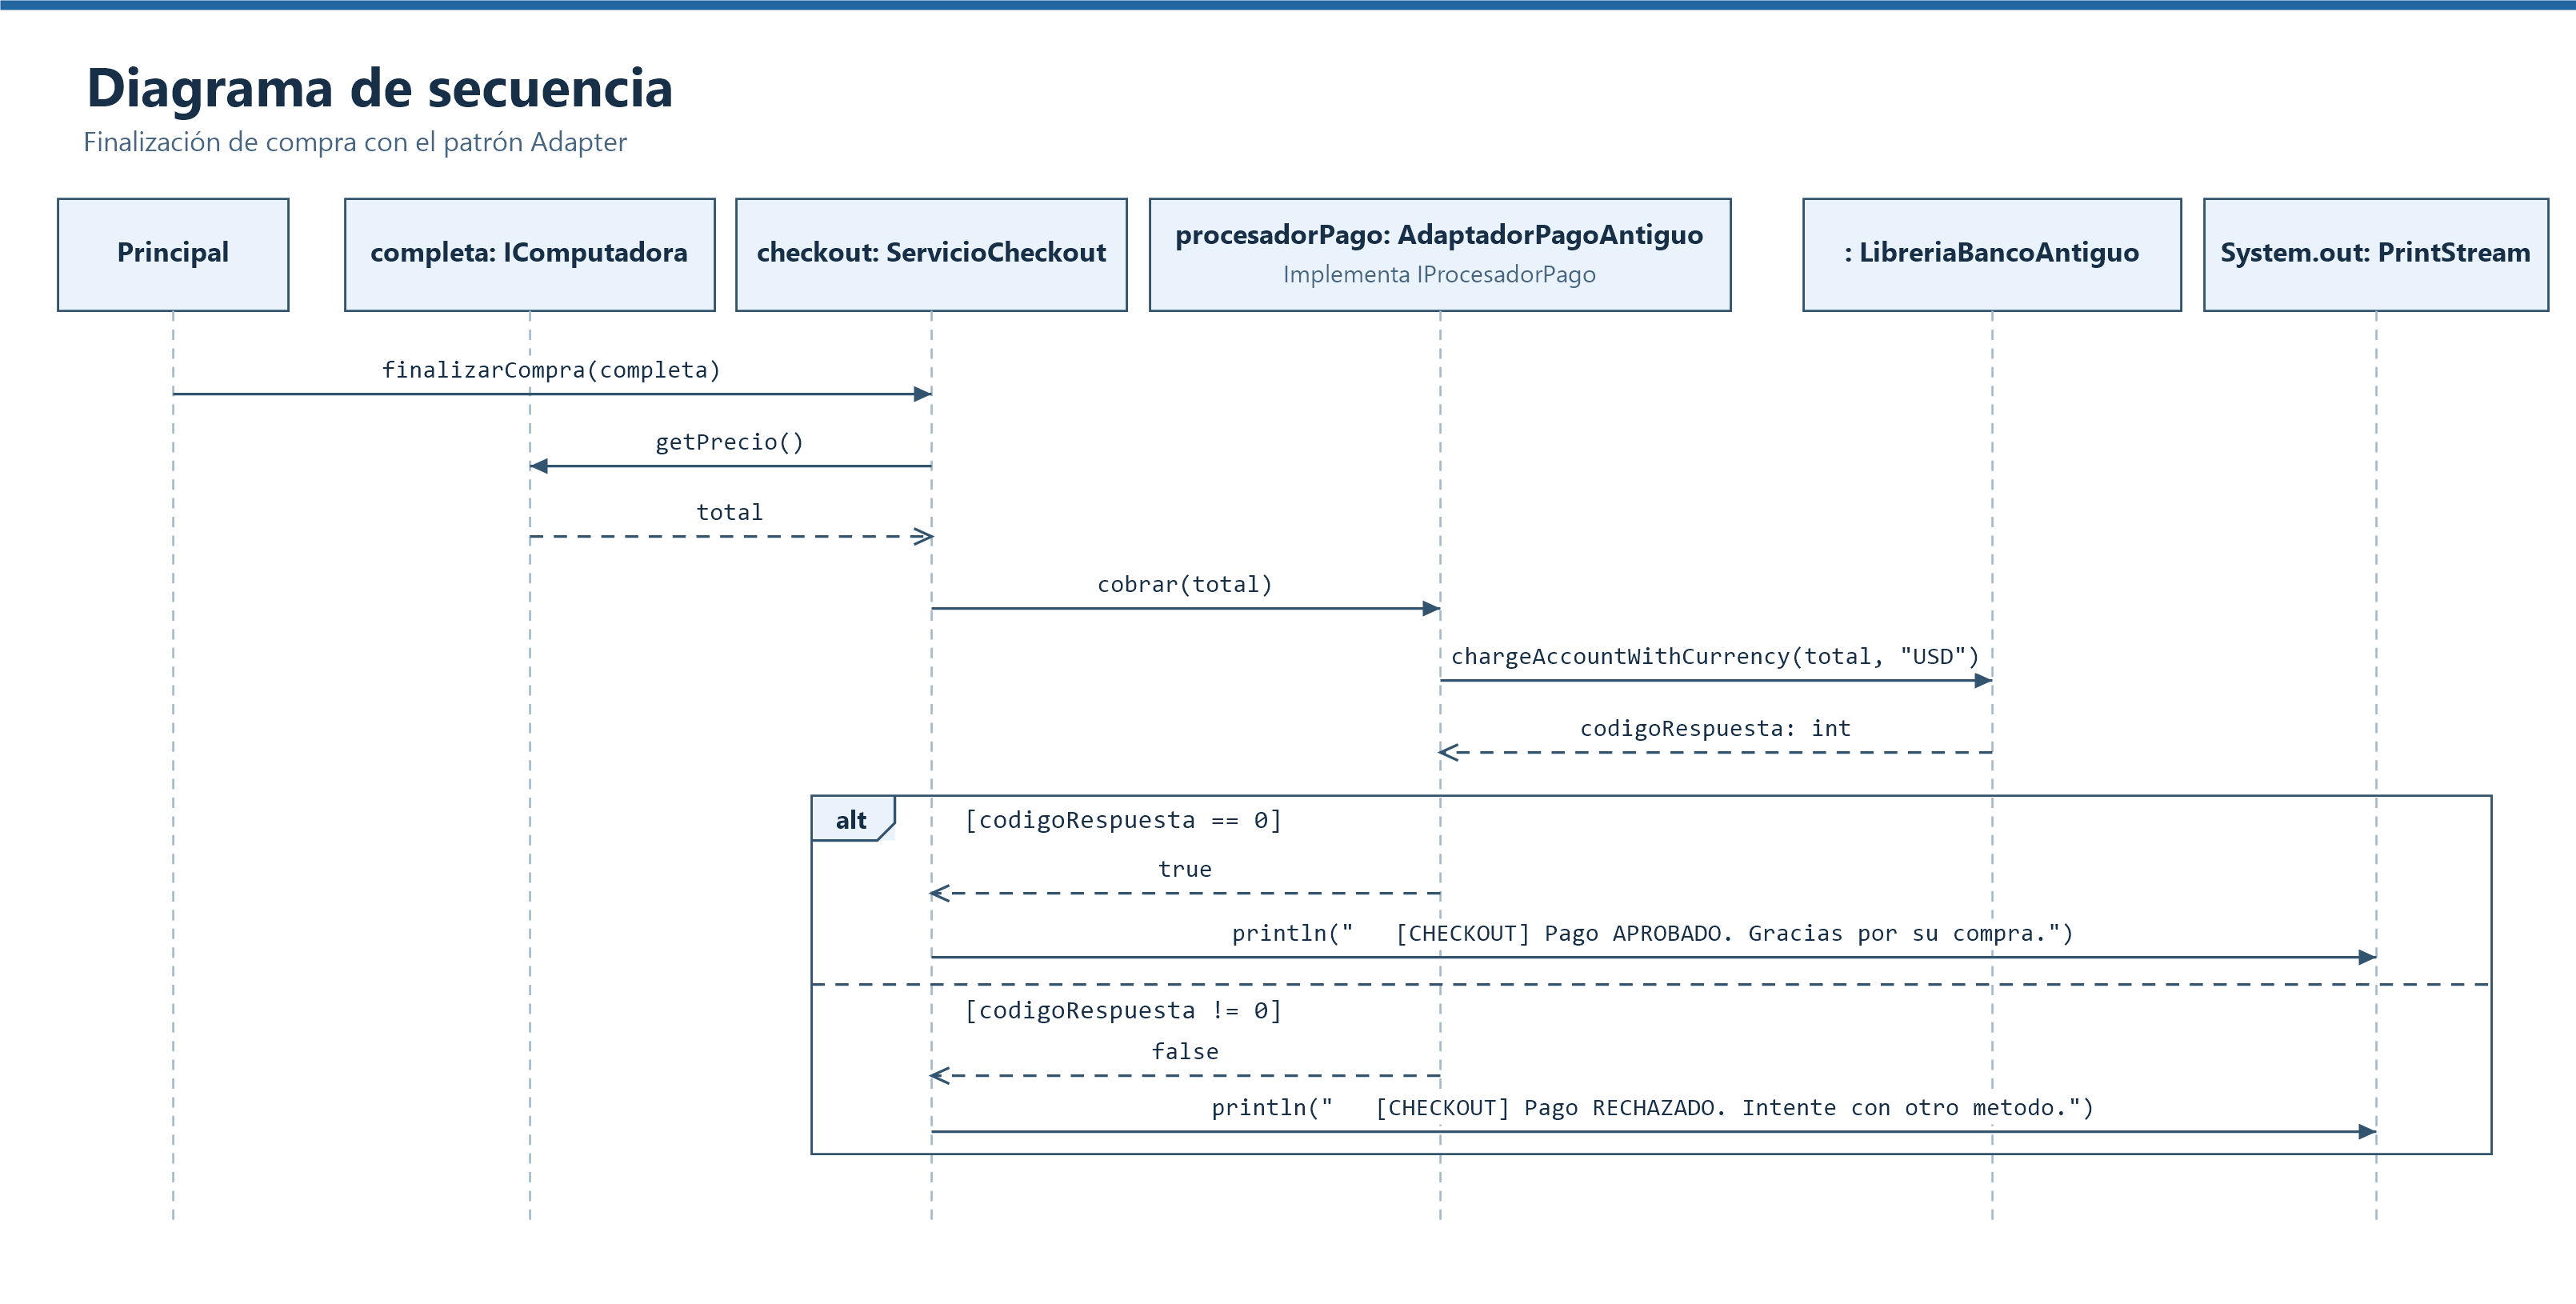 Diagrama de secuencia
Finalización de compra con el patrón Adapter
Principal
completa: IComputadora
checkout: ServicioCheckout
procesadorPago: AdaptadorPagoAntiguo
Implementa IProcesadorPago
: LibreriaBancoAntiguo
System.out: PrintStream
finalizarCompra(completa)
getPrecio()
total
cobrar(total)
chargeAccountWithCurrency(total, "USD")
codigoRespuesta: int
alt
[codigoRespuesta == 0]
true
println("   [CHECKOUT] Pago APROBADO. Gracias por su compra.")
[codigoRespuesta != 0]
false
println("   [CHECKOUT] Pago RECHAZADO. Intente con otro metodo.")